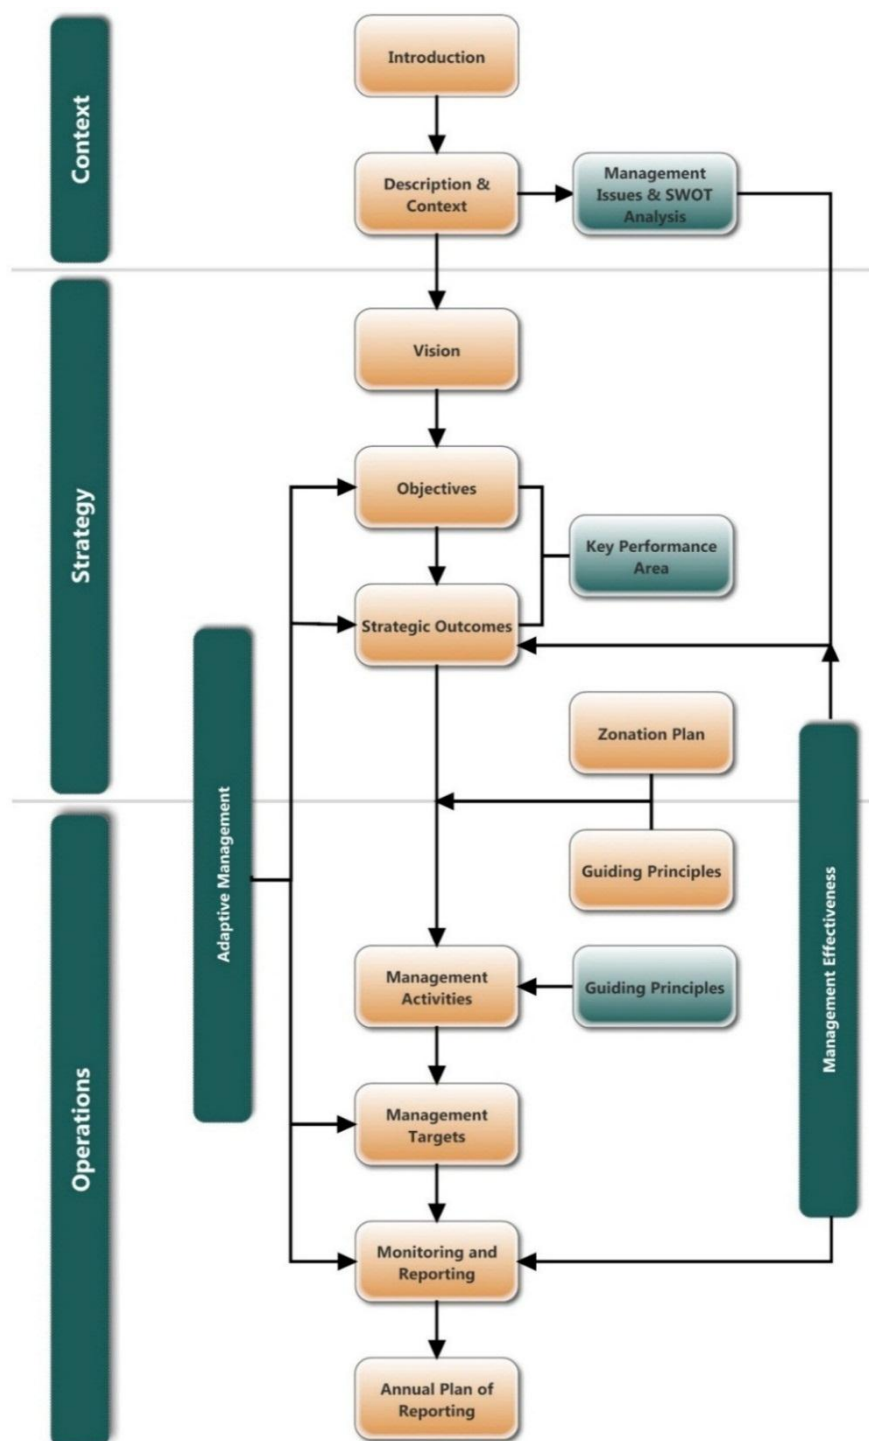 Context
Introduction
Description &
Context
Management
Issues & SWOT
Analysis
Strategy
Vision
Objectives
Key Performance
Area
Strategic Outcomes
Zonation Plan
Adaptive Management
Management Effectiveness
Operations
Guiding Principles
Management
Activities
Guiding Principles
Management
Targets
Monitoring and
Reporting
Annual Plan of
Reporting